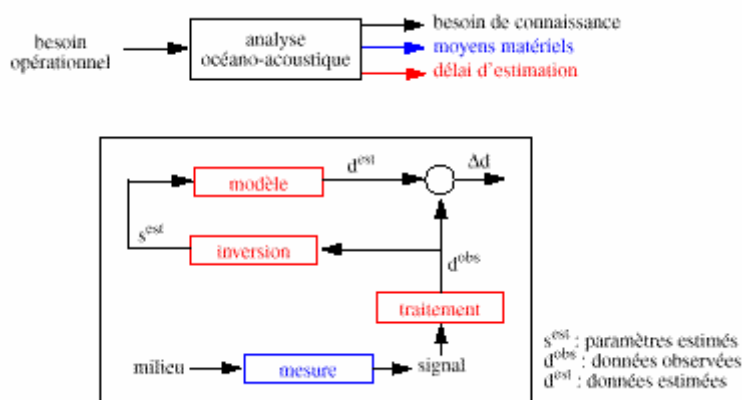 besoin
opérationnel
analyse
océano-acoustique
besoin de connaissance
moyens matériels
délai d'estimation
modèle
d^est
Δd
s^est
inversion
d^obs
traitement
milieu
mesure
signal
s^est : paramètres estimés
d^obs : données observées
d^est : données estimées